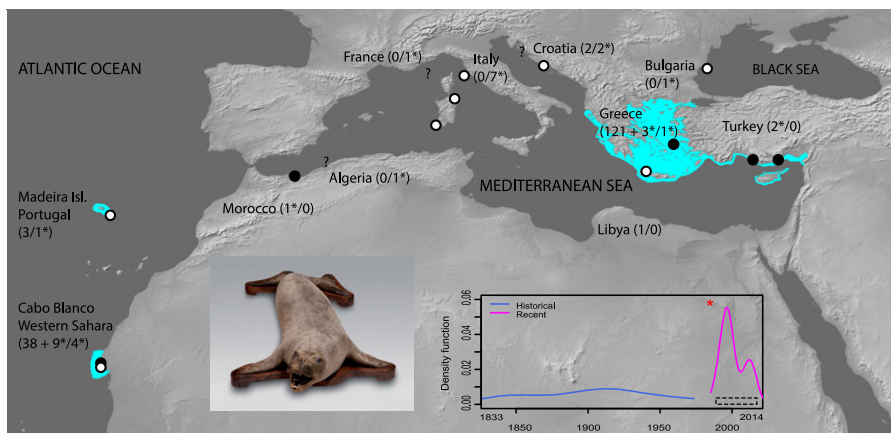 ATLANTIC OCEAN
France (0/1*)
?
Italy
(0/7*)
?
Croatia (2/2*)
Bulgaria
(0/1*)
BLACK SEA
Greece
(121 + 3*/1*)
Turkey (2*/0)
?
Algeria (0/1*)
MEDITERRANEAN SEA
Morocco (1*/0)
Libya (1/0)
Madeira Isl.
Portugal
(3/1*)
Cabo Blanco
Western Sahara
(38 + 9*/4*)
Density function
0.06
0.04
0.02
0.01
0.00
Historical
Recent
*
1833
1850
1900
1950
2000
2014